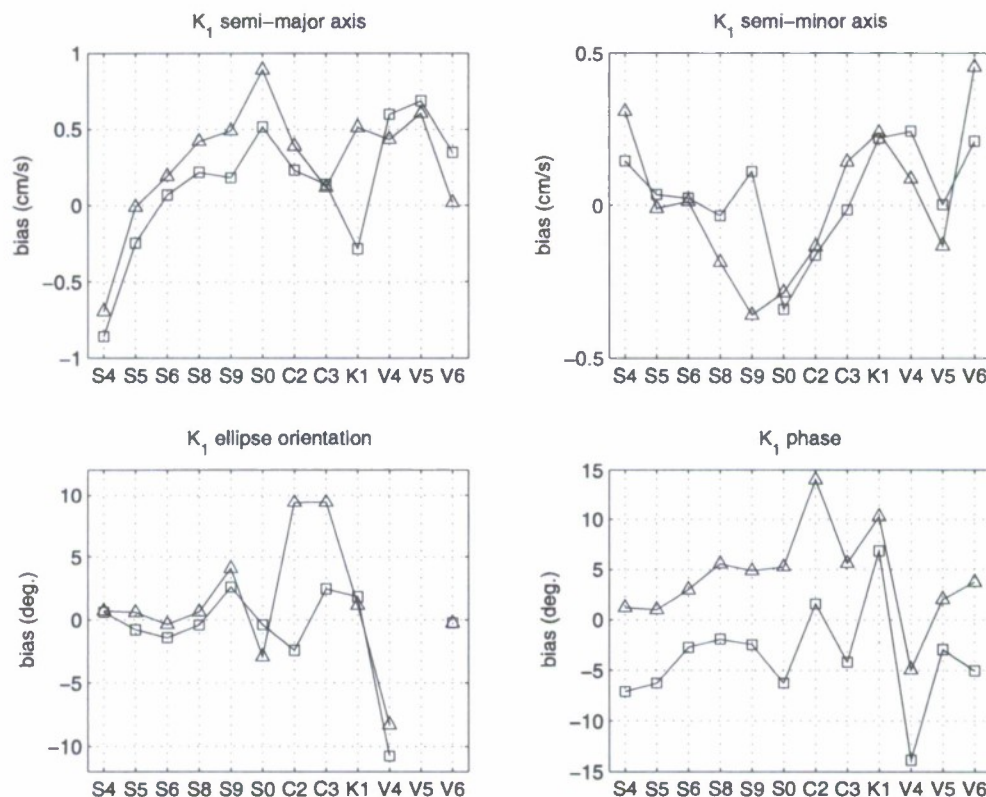 K1 semi-major axis
1
0.5
0
-0.5
-1
bias (cm/s)
S4 S5 S6 S8 S9 S0 C2 C3 K1 V4 V5 V6
K1 semi-minor axis
0.5
0
-0.5
bias (cm/s)
S4 S5 S6 S8 S9 S0 C2 C3 K1 V4 V5 V6
K1 ellipse orientation
10
5
0
-5
-10
bias (deg.)
S4 S5 S6 S8 S9 S0 C2 C3 K1 V4 V5 V6
K1 phase
15
10
5
0
-5
-10
-15
bias (deg.)
S4 S5 S6 S8 S9 S0 C2 C3 K1 V4 V5 V6